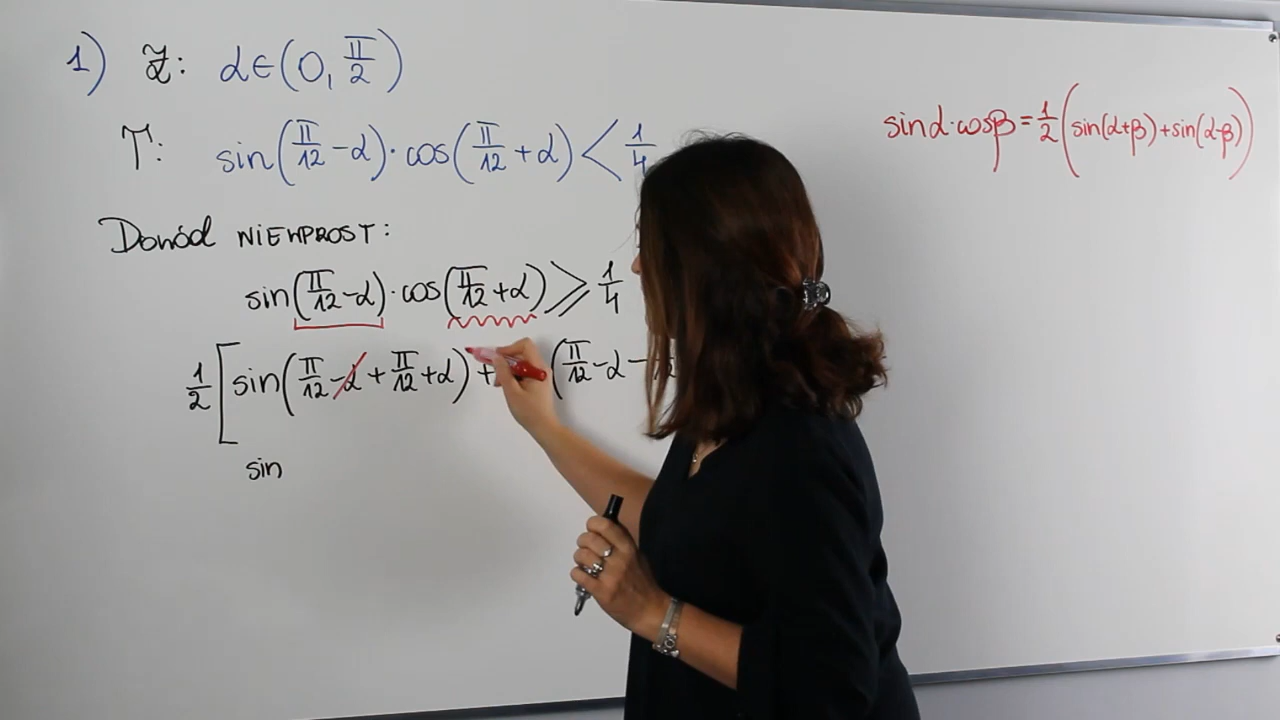 1) Z: α∈(0, π/2)
T: sin(π/12 - α)·cos(π/12 + α) < 1/4
sinα·cosβ = 1/2 (sin(α+β) + sin(α-β))
Dowód NIEWPROST:
sin(π/12 - α)·cos(π/12 + α) ⩾ 1/4
1/2 [sin(π/12 - α + π/12 + α) + (π/12 - α -
sin